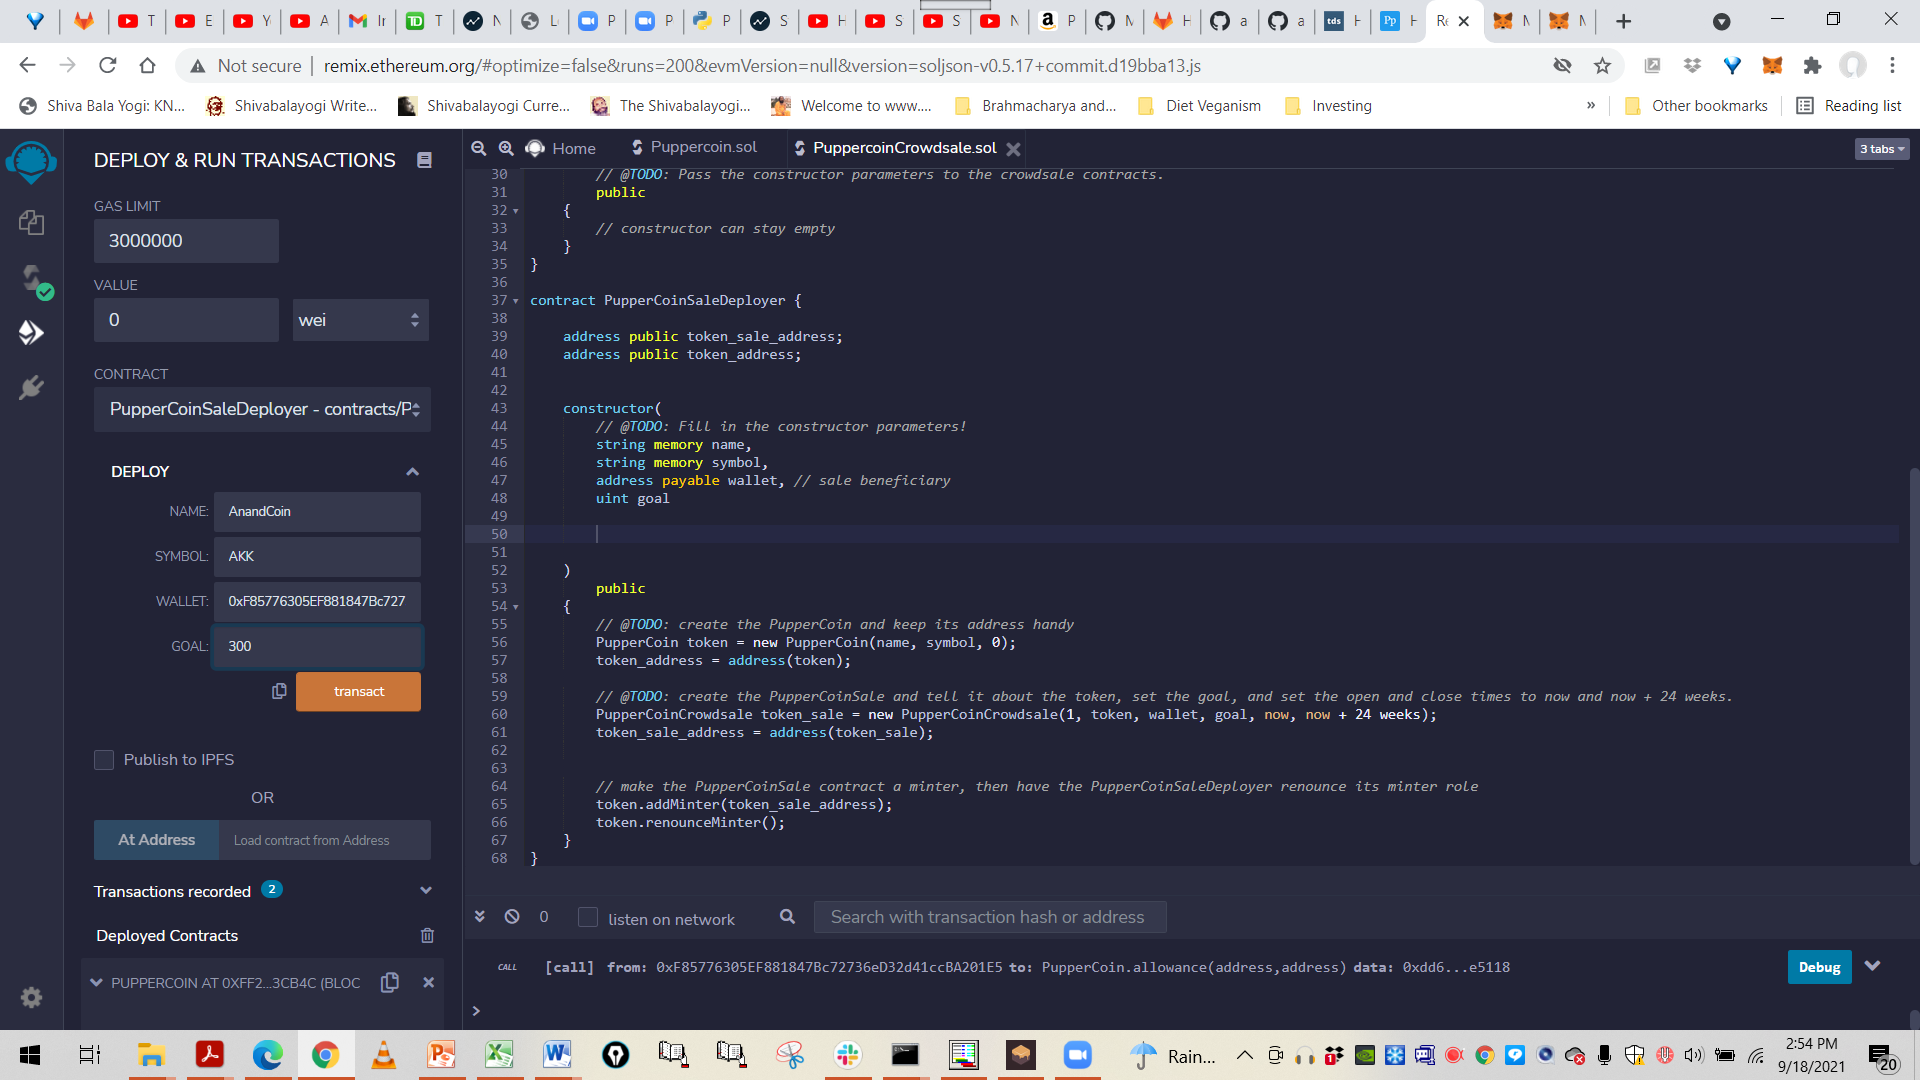 T
E
Y
A
Ir
T
N
L
P
P
P
S
H
S
S
N
P
N
H
a
a
H
H
Re
M
M
Not secure | remix.ethereum.org/#optimize=false&runs=200&evmVersion=null&version=soljson-v0.5.17+commit.d19bba13.js
Shiva Bala Yogi: KN... Shivabalayogi Write... Shivabalayogi Curre... The Shivabalayogi... Welcome to www.... Brahmacharya and... Diet Veganism Investing » Other bookmarks Reading list
DEPLOY & RUN TRANSACTIONS
GAS LIMIT
3000000
VALUE
0 wei
CONTRACT
PupperCoinSaleDeployer - contracts/P
DEPLOY
NAME: AnandCoin
SYMBOL: AKK
WALLET: 0xF85776305EF881847Bc727
GOAL: 300
transact
Publish to IPFS
OR
At Address Load contract from Address
Transactions recorded 2
Deployed Contracts
PUPPERCOIN AT 0XFF2...3CB4C (BLOC
Home Puppercoin.sol PuppercoinCrowdsale.sol 3 tabs
30 // @TODO: Pass the constructor parameters to the crowdsale contracts.
31 public
32 {
33 // constructor can stay empty
34 }
35 }
36
37 contract PupperCoinSaleDeployer {
38
39 address public token_sale_address;
40 address public token_address;
41
42
43 constructor(
44 // @TODO: Fill in the constructor parameters!
45 string memory name,
46 string memory symbol,
47 address payable wallet, // sale beneficiary
48 uint goal
49
50
51
52 )
53 public
54 {
55 // @TODO: create the PupperCoin and keep its address handy
56 PupperCoin token = new PupperCoin(name, symbol, 0);
57 token_address = address(token);
58
59 // @TODO: create the PupperCoinSale and tell it about the token, set the goal, and set the open and close times to now and now + 24 weeks.
60 PupperCoinCrowdsale token_sale = new PupperCoinCrowdsale(1, token, wallet, goal, now, now + 24 weeks);
61 token_sale_address = address(token_sale);
62
63
64 // make the PupperCoinSale contract a minter, then have the PupperCoinSaleDeployer renounce its minter role
65 token.addMinter(token_sale_address);
66 token.renounceMinter();
67 }
68 }
0 listen on network Search with transaction hash or address
CALL [call] from: 0xF85776305EF881847Bc72736eD32d41ccBA201E5 to: PupperCoin.allowance(address,address) data: 0xdd6...e5118 Debug
>
Rain... 2:54 PM
9/18/2021
20